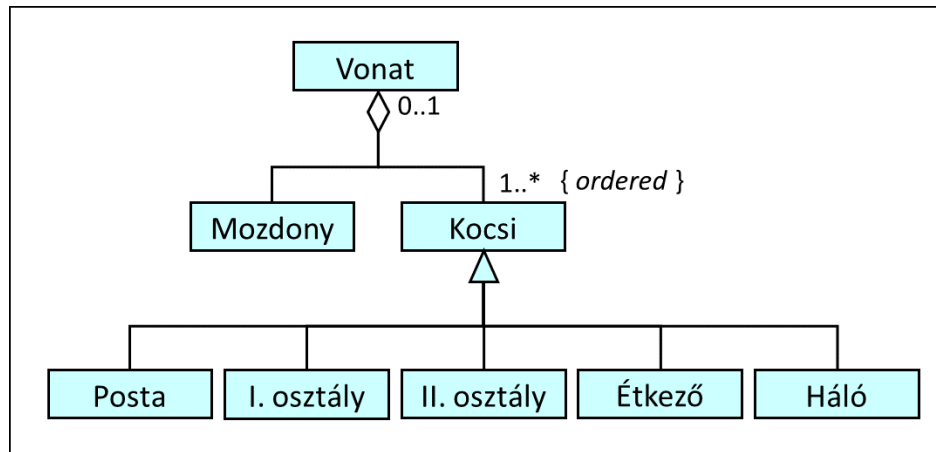 Vonat
0..1
1..* { ordered }
Mozdony
Kocsi
Posta
I. osztály
II. osztály
Étkező
Háló